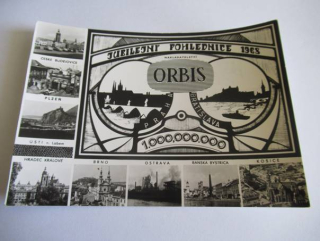 JUBILEJNÍ POHLEDNICE 1965
NAKLADATELSTVÍ
ORBIS
PRAHA
BRATISLAVA
1,000,000.000
ČESKÉ BUDĚJOVICE
PLZEŇ
ÚSTÍ n. Labem
HRADEC KRÁLOVÉ
BRNO
OSTRAVA
BANSKÁ BYSTRICA
KOŠICE